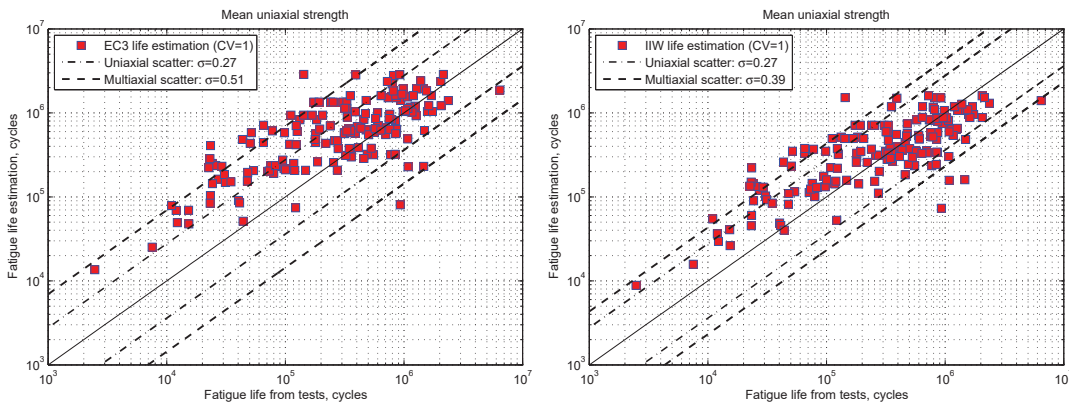 Mean uniaxial strength
10^7
EC3 life estimation (CV=1)
Uniaxial scatter: σ=0.27
Multiaxial scatter: σ=0.51
10^6
10^5
10^4
10^3
Fatigue life estimation, cycles
10^3 10^4 10^5 10^6 10^7
Fatigue life from tests, cycles
Mean uniaxial strength
10^7
IIW life estimation (CV=1)
Uniaxial scatter: σ=0.27
Multiaxial scatter: σ=0.39
10^6
10^5
10^4
10^3
Fatigue life estimation, cycles
10^3 10^4 10^5 10^6 10
Fatigue life from tests, cycles